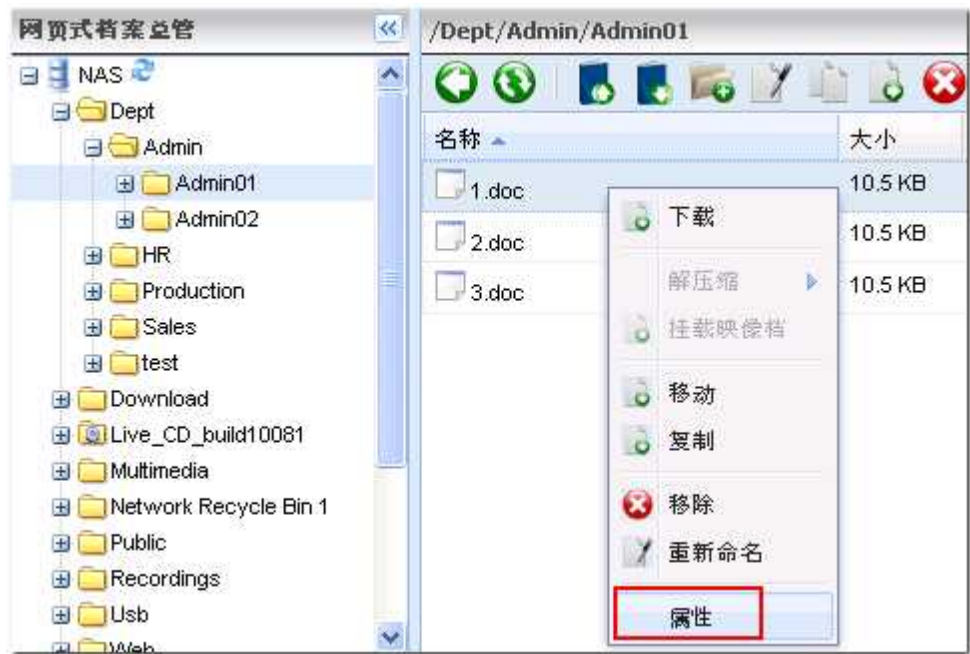 网页式档案总管
NAS
Dept
Admin
Admin01
Admin02
HR
Production
Sales
test
Download
Live_CD_build10081
Multimedia
Network Recycle Bin 1
Public
Recordings
Usb
Web
/Dept/Admin/Admin01
名称 大小
1.doc 10.5 KB
2.doc 10.5 KB
3.doc 10.5 KB
下载
解压缩
挂载映像档
移动
复制
移除
重新命名
属性